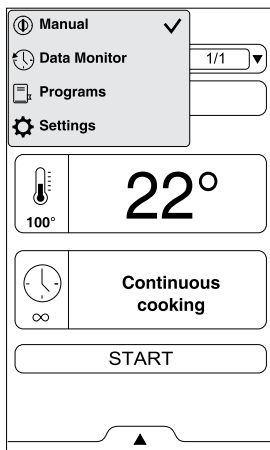 Manual
Data Monitor
1/1
Programs
Settings
100°
22°
∞
Continuous
cooking
START